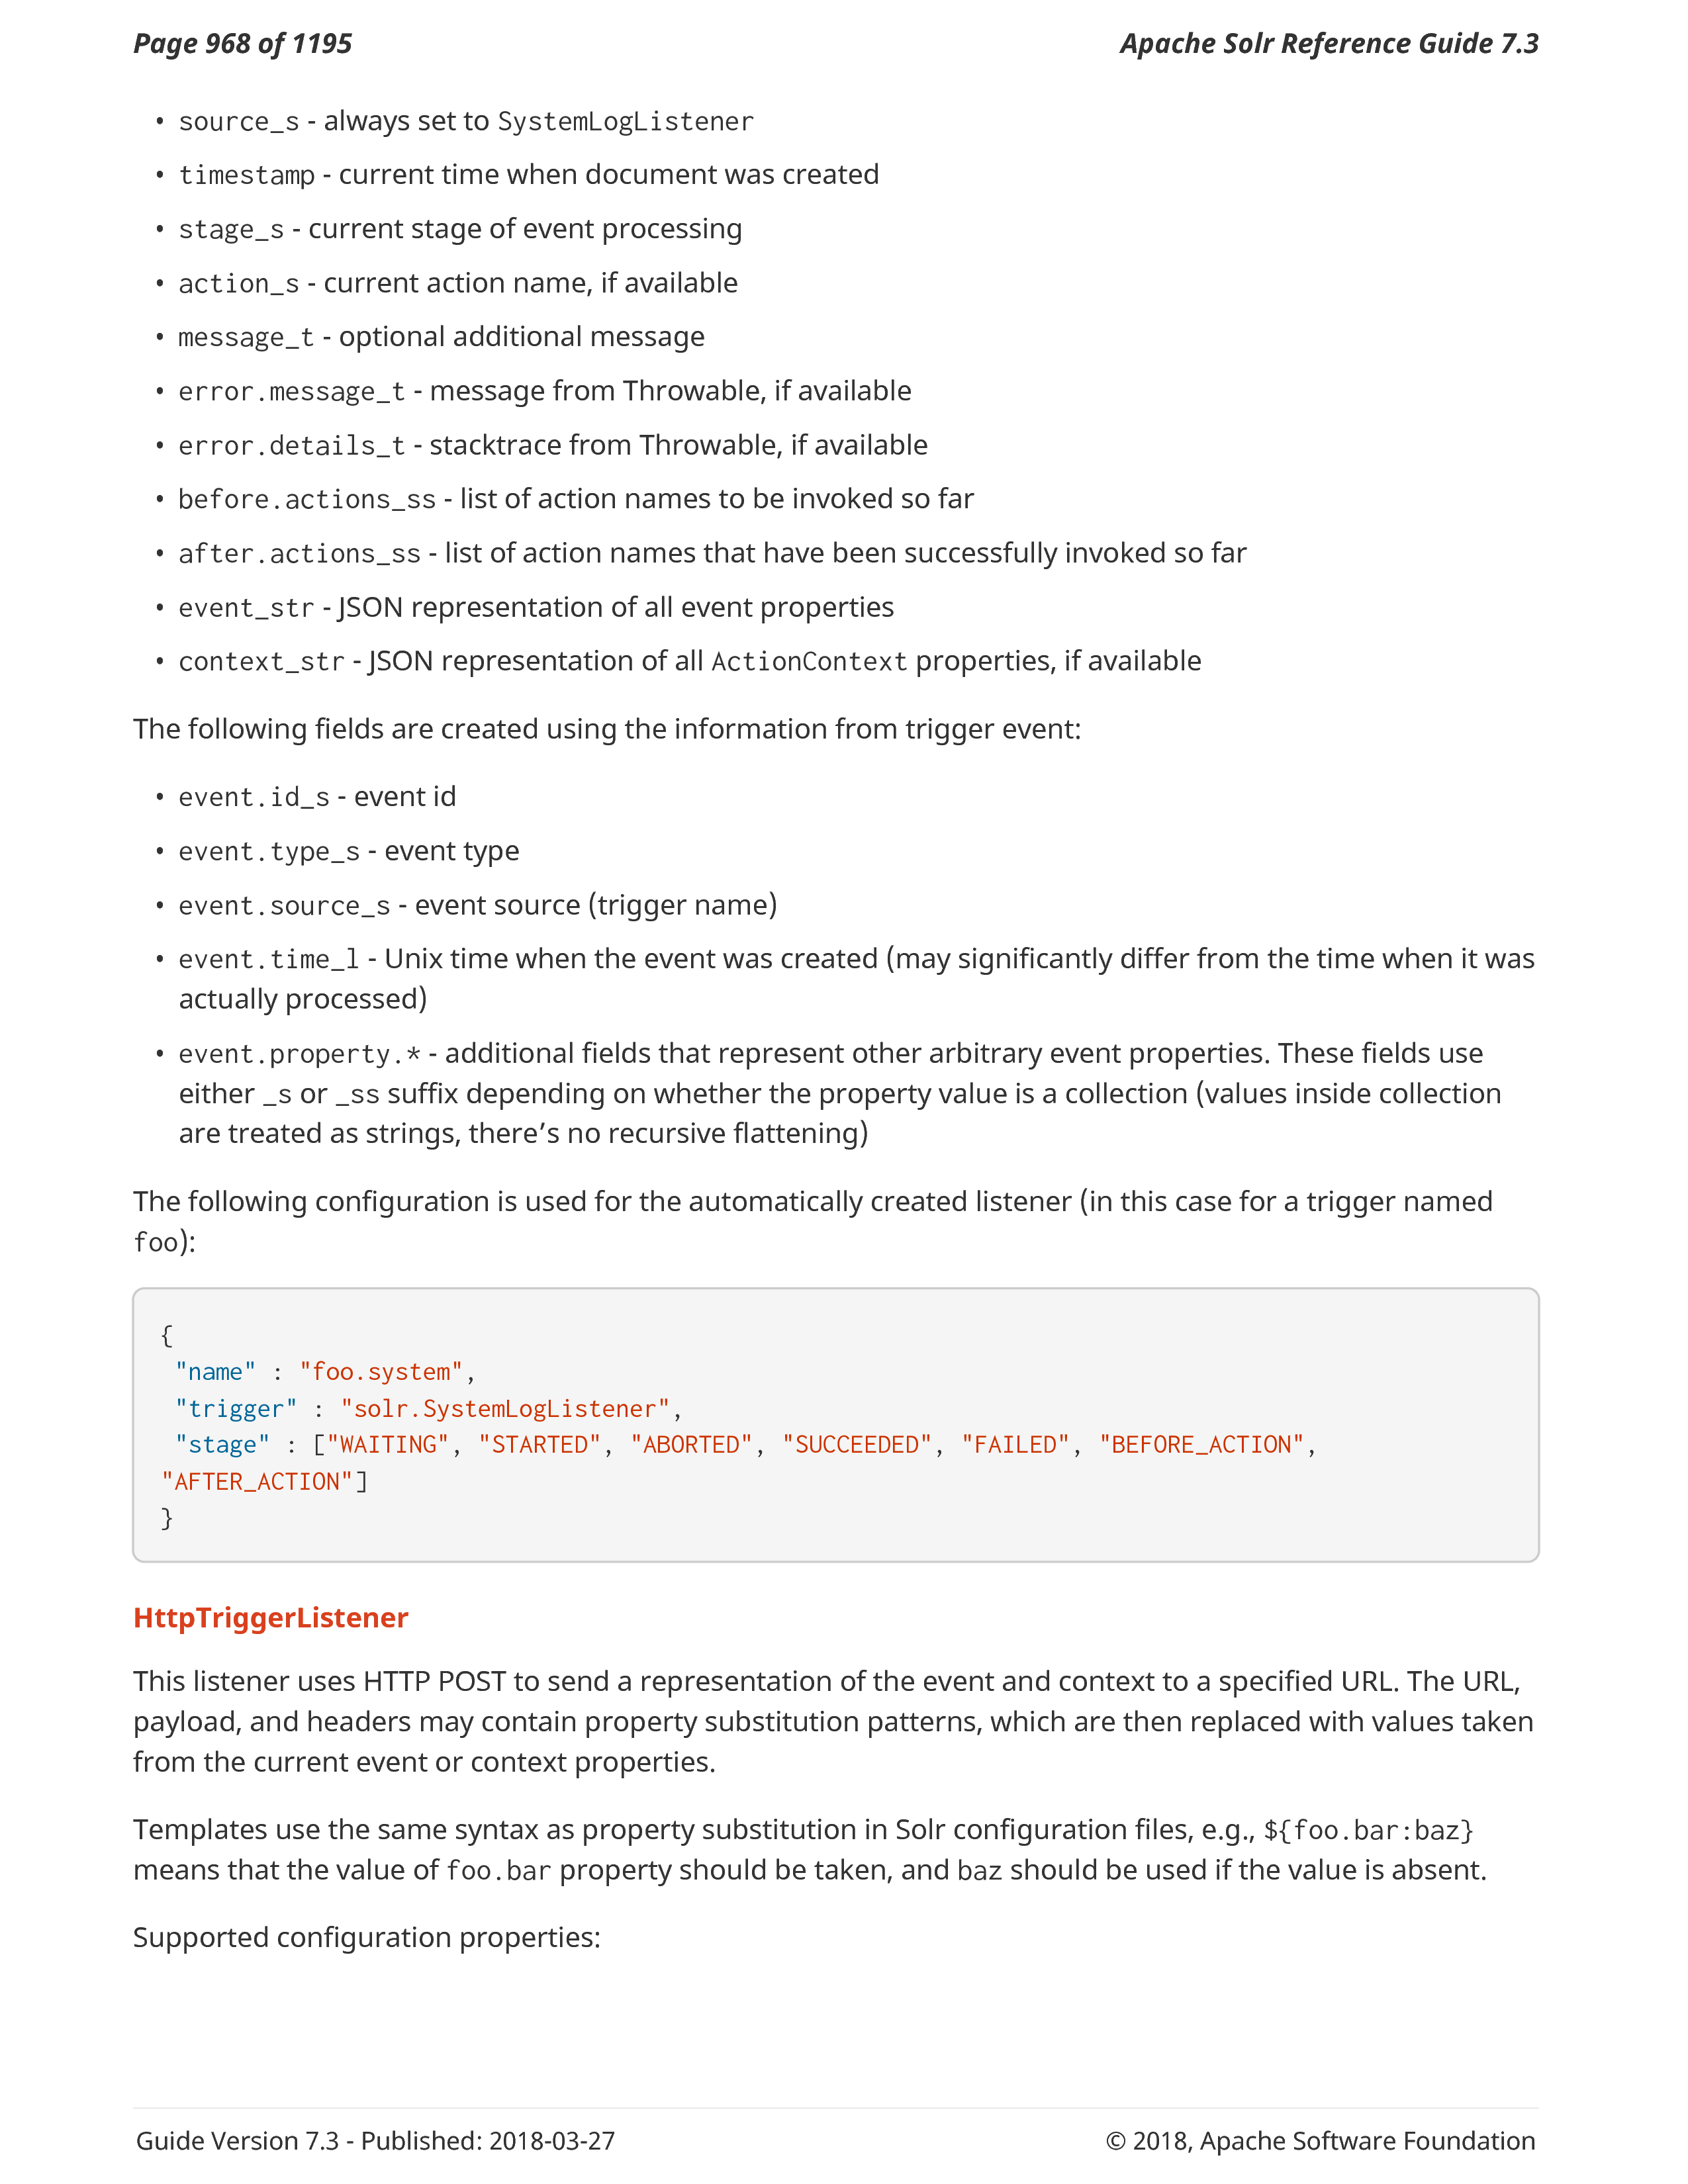 Page 968 of 1195 Apache Solr Reference Guide 7.3
• source_s - always set to SystemLogListener
• timestamp - current time when document was created
• stage_s - current stage of event processing
• action_s - current action name, if available
• message_t - optional additional message
• error.message_t - message from Throwable, if available
• error.details_t - stacktrace from Throwable, if available
• before.actions_ss - list of action names to be invoked so far
• after.actions_ss - list of action names that have been successfully invoked so far
• event_str - JSON representation of all event properties
• context_str - JSON representation of all ActionContext properties, if available
The following fields are created using the information from trigger event:
• event.id_s - event id
• event.type_s - event type
• event.source_s - event source (trigger name)
• event.time_l - Unix time when the event was created (may significantly differ from the time when it was
actually processed)
• event.property.* - additional fields that represent other arbitrary event properties. These fields use
either _s or _ss suffix depending on whether the property value is a collection (values inside collection
are treated as strings, there’s no recursive flattening)
The following configuration is used for the automatically created listener (in this case for a trigger named
foo):
{
"name" : "foo.system",
"trigger" : "solr.SystemLogListener",
"stage" : ["WAITING", "STARTED", "ABORTED", "SUCCEEDED", "FAILED", "BEFORE_ACTION",
"AFTER_ACTION"]
}
HttpTriggerListener
This listener uses HTTP POST to send a representation of the event and context to a specified URL. The URL,
payload, and headers may contain property substitution patterns, which are then replaced with values taken
from the current event or context properties.
Templates use the same syntax as property substitution in Solr configuration files, e.g., ${foo.bar:baz}
means that the value of foo.bar property should be taken, and baz should be used if the value is absent.
Supported configuration properties:
Guide Version 7.3 - Published: 2018-03-27 © 2018, Apache Software Foundation